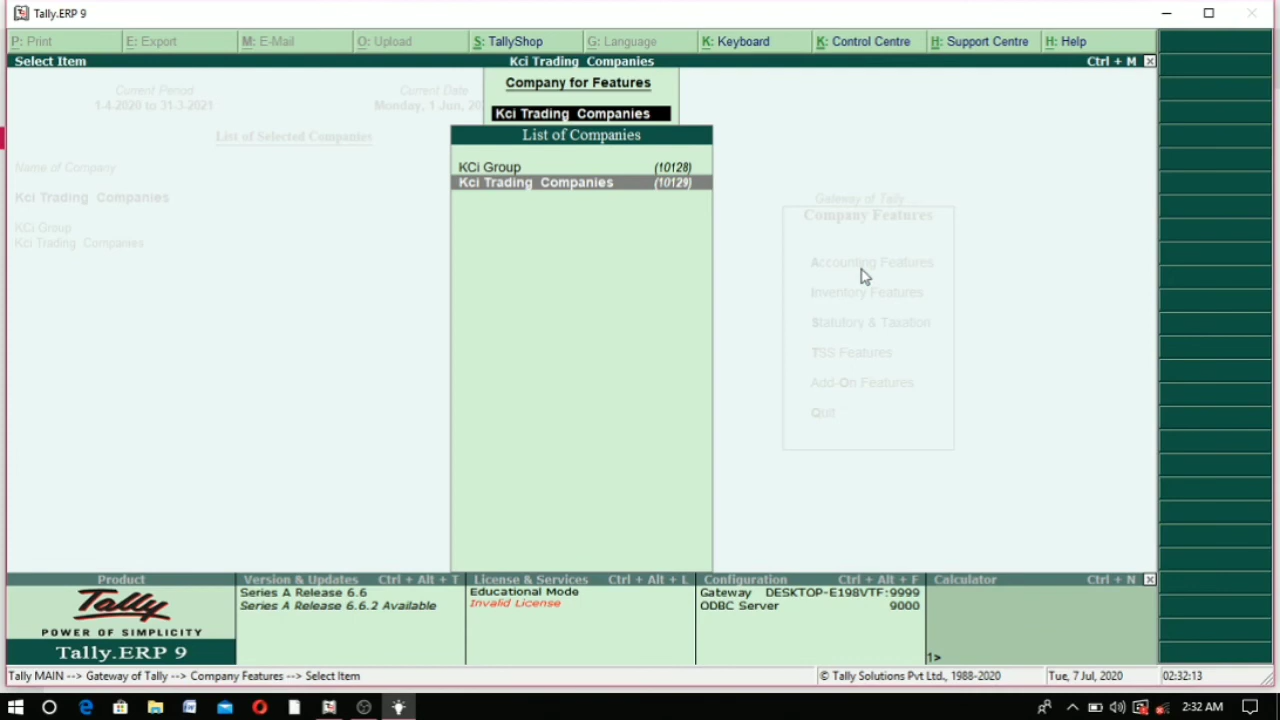 Tally.ERP 9
P: Print E: Export M: E-Mail O: Upload S: TallyShop G: Language K: Keyboard K: Control Centre H: Support Centre H: Help
Select Item Kci Trading Companies Ctrl + M
Current Period
1-4-2020 to 31-3-2021
Current Date
Monday, 1 Jun, 20
List of Selected Companies
Name of Company
Kci Trading Companies
KCi Group
Kci Trading Companies
Company for Features
Kci Trading Companies
List of Companies
KCi Group (10128)
Kci Trading Companies (10129)
Gateway of Tally
Company Features
Accounting Features
Inventory Features
Statutory & Taxation
TSS Features
Add-On Features
Quit
Product
Tally
POWER OF SIMPLICITY
Tally.ERP 9
Version & Updates Ctrl + Alt + T
Series A Release 6.6
Series A Release 6.6.2 Available
License & Services Ctrl + Alt + L
Educational Mode
Invalid License
Configuration Ctrl + Alt + F
Gateway DESKTOP-E198VTF:9999
ODBC Server 9000
Calculator Ctrl + N
1>
Tally MAIN --> Gateway of Tally --> Company Features --> Select Item © Tally Solutions Pvt Ltd., 1988-2020 Tue, 7 Jul, 2020 02:32:13
2:32 AM